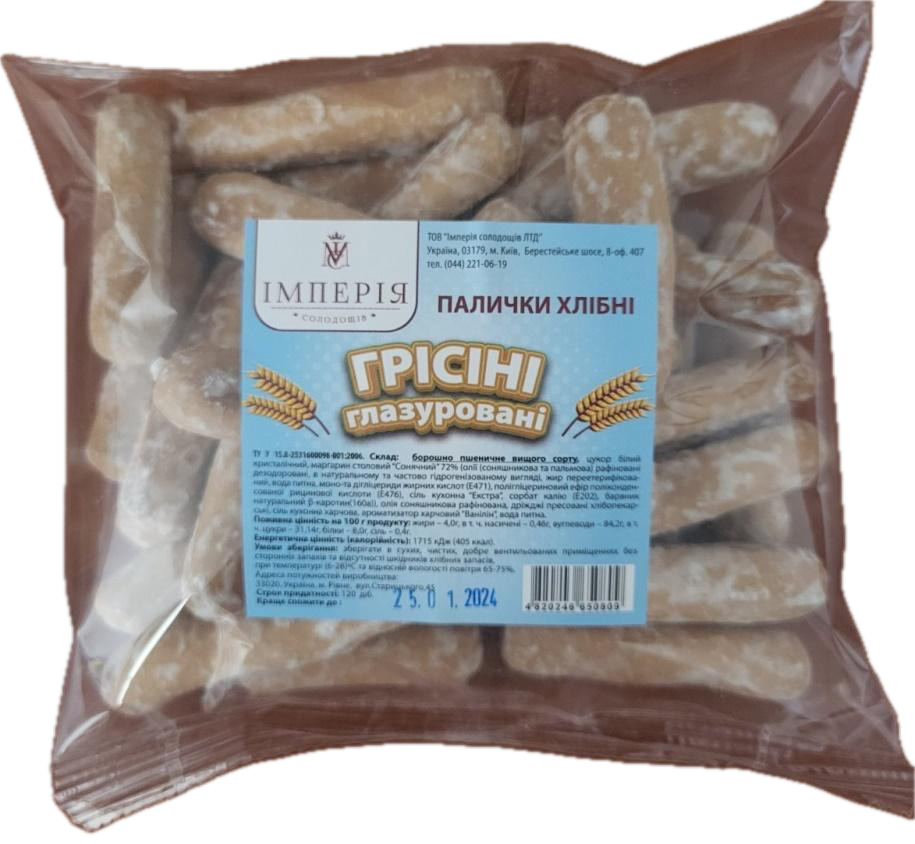 ТОВ "Імперія солодощів ЛТД"
Україна, 03179, м. Київ, Берестейське шосе, 8-оф. 407
тел. (044) 221-06-19
ІМПЕРІЯ
СОЛОДОЩІВ
ПАЛИЧКИ ХЛІБНІ
ГРІСІНІ
глазуровані
ТУ У 15.8-2531600098-001:2006. Склад: борошно пшеничне вищого сорту, цукор білий
кристалічний, маргарин столовий "Сонячний" 72% (олії (соняшникова та пальмова) рафіновані
дезодоровані, в натуральному та частково гідрогенізованому вигляді, жир переетерифікова-
ний, вода питна, моно-та дігліцериди жирних кислот (Е471), полігліцериновий ефір поліконден-
сованої рицинової кислоти (Е476), сіль кухонна "Екстра", сорбат калію (Е202), барвник
натуральний β-каротин(160а)), олія соняшникова рафінована, дріжджі пресовані хлібопекар-
ські, сіль кухонна харчова, ароматизатор харчовий "Ванілін", вода питна.
Поживна цінність на 100 г продукту: жири – 4,0г, в т. ч. насичені – 0,46г, вуглеводи – 84,2г, в т.
ч. цукри – 31,14г, білки – 8,0г, сіль – 0,4г.
Енергетична цінність (калорійність): 1715 кДж (405 ккал).
Умови зберігання: зберігати в сухих, чистих, добре вентильованих приміщеннях, без
сторонніх запахів та відсутності шкідників хлібних запасів,
при температурі (6-28)°С та відносній вологості повітря 65-75%.
Адреса потужностей виробництва:
33020, Україна, м. Рівне, вул.Старицького 45
Строк придатності: 120 діб.
Краще спожити до :
25.01.2024
4 820246 650809